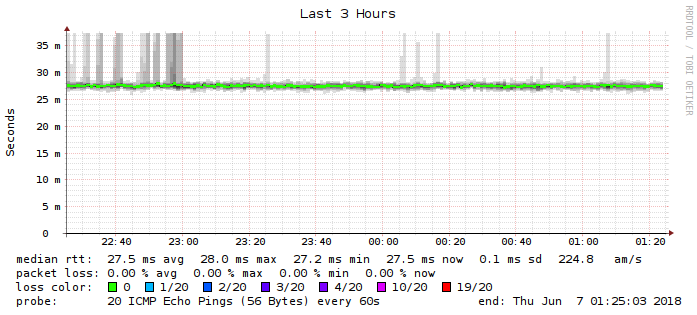 Last 3 Hours
RRDTOOL / TOBI OETIKER
Seconds
35 m
30 m
25 m
20 m
15 m
10 m
5 m
0
22:40 23:00 23:20 23:40 00:00 00:20 00:40 01:00 01:20
median rtt: 27.5 ms avg 28.0 ms max 27.2 ms min 27.5 ms now 0.1 ms sd 224.8 am/s
packet loss: 0.00 % avg 0.00 % max 0.00 % min 0.00 % now
loss color: 0 1/20 2/20 3/20 4/20 10/20 19/20
probe: 20 ICMP Echo Pings (56 Bytes) every 60s end: Thu Jun 7 01:25:03 2018